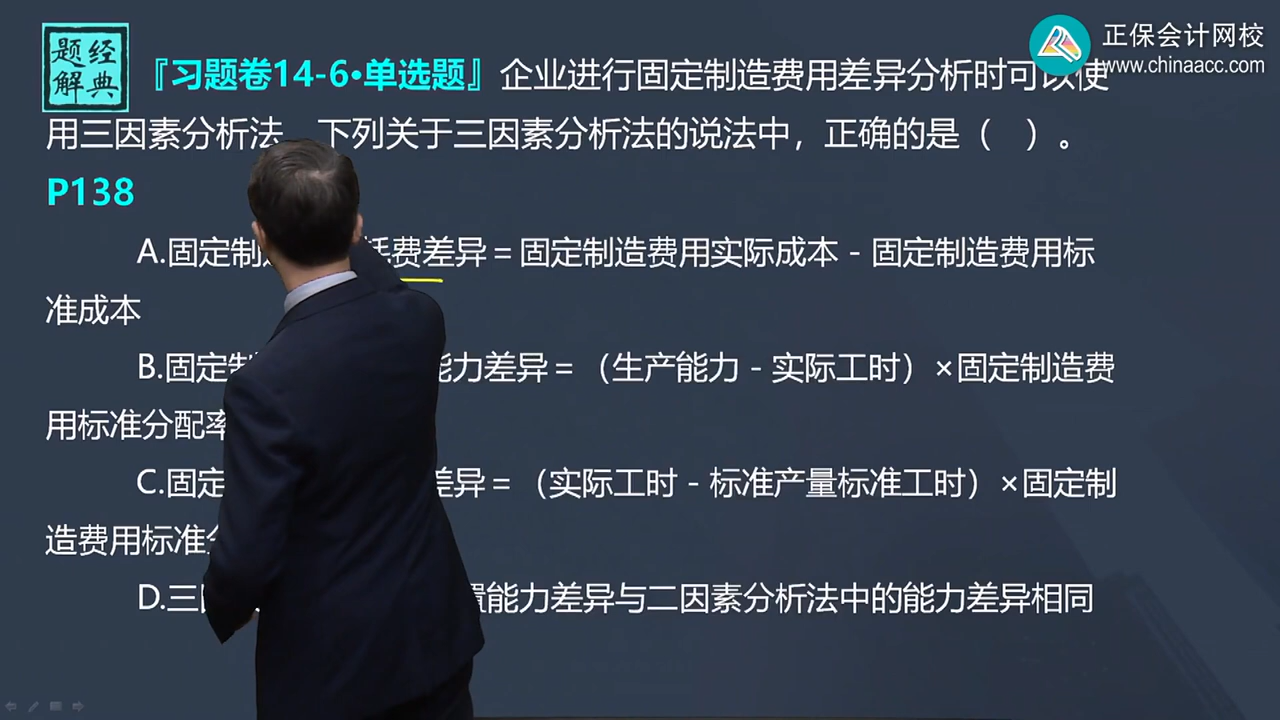 正保会计网校
www.chinaacc.com
经典题解
『习题卷14-6•单选题』企业进行固定制造费用差异分析时可以使
用三因素分析法 下列关于三因素分析法的说法中，正确的是（ ）。
P138
A.固定制 耗费差异＝固定制造费用实际成本－固定制造费用标
准成本
B.固定制 能力差异＝（生产能力－实际工时）×固定制造费
用标准分配率
C.固定 差异＝（实际工时－标准产量标准工时）×固定制
造费用标准
D.三 置能力差异与二因素分析法中的能力差异相同